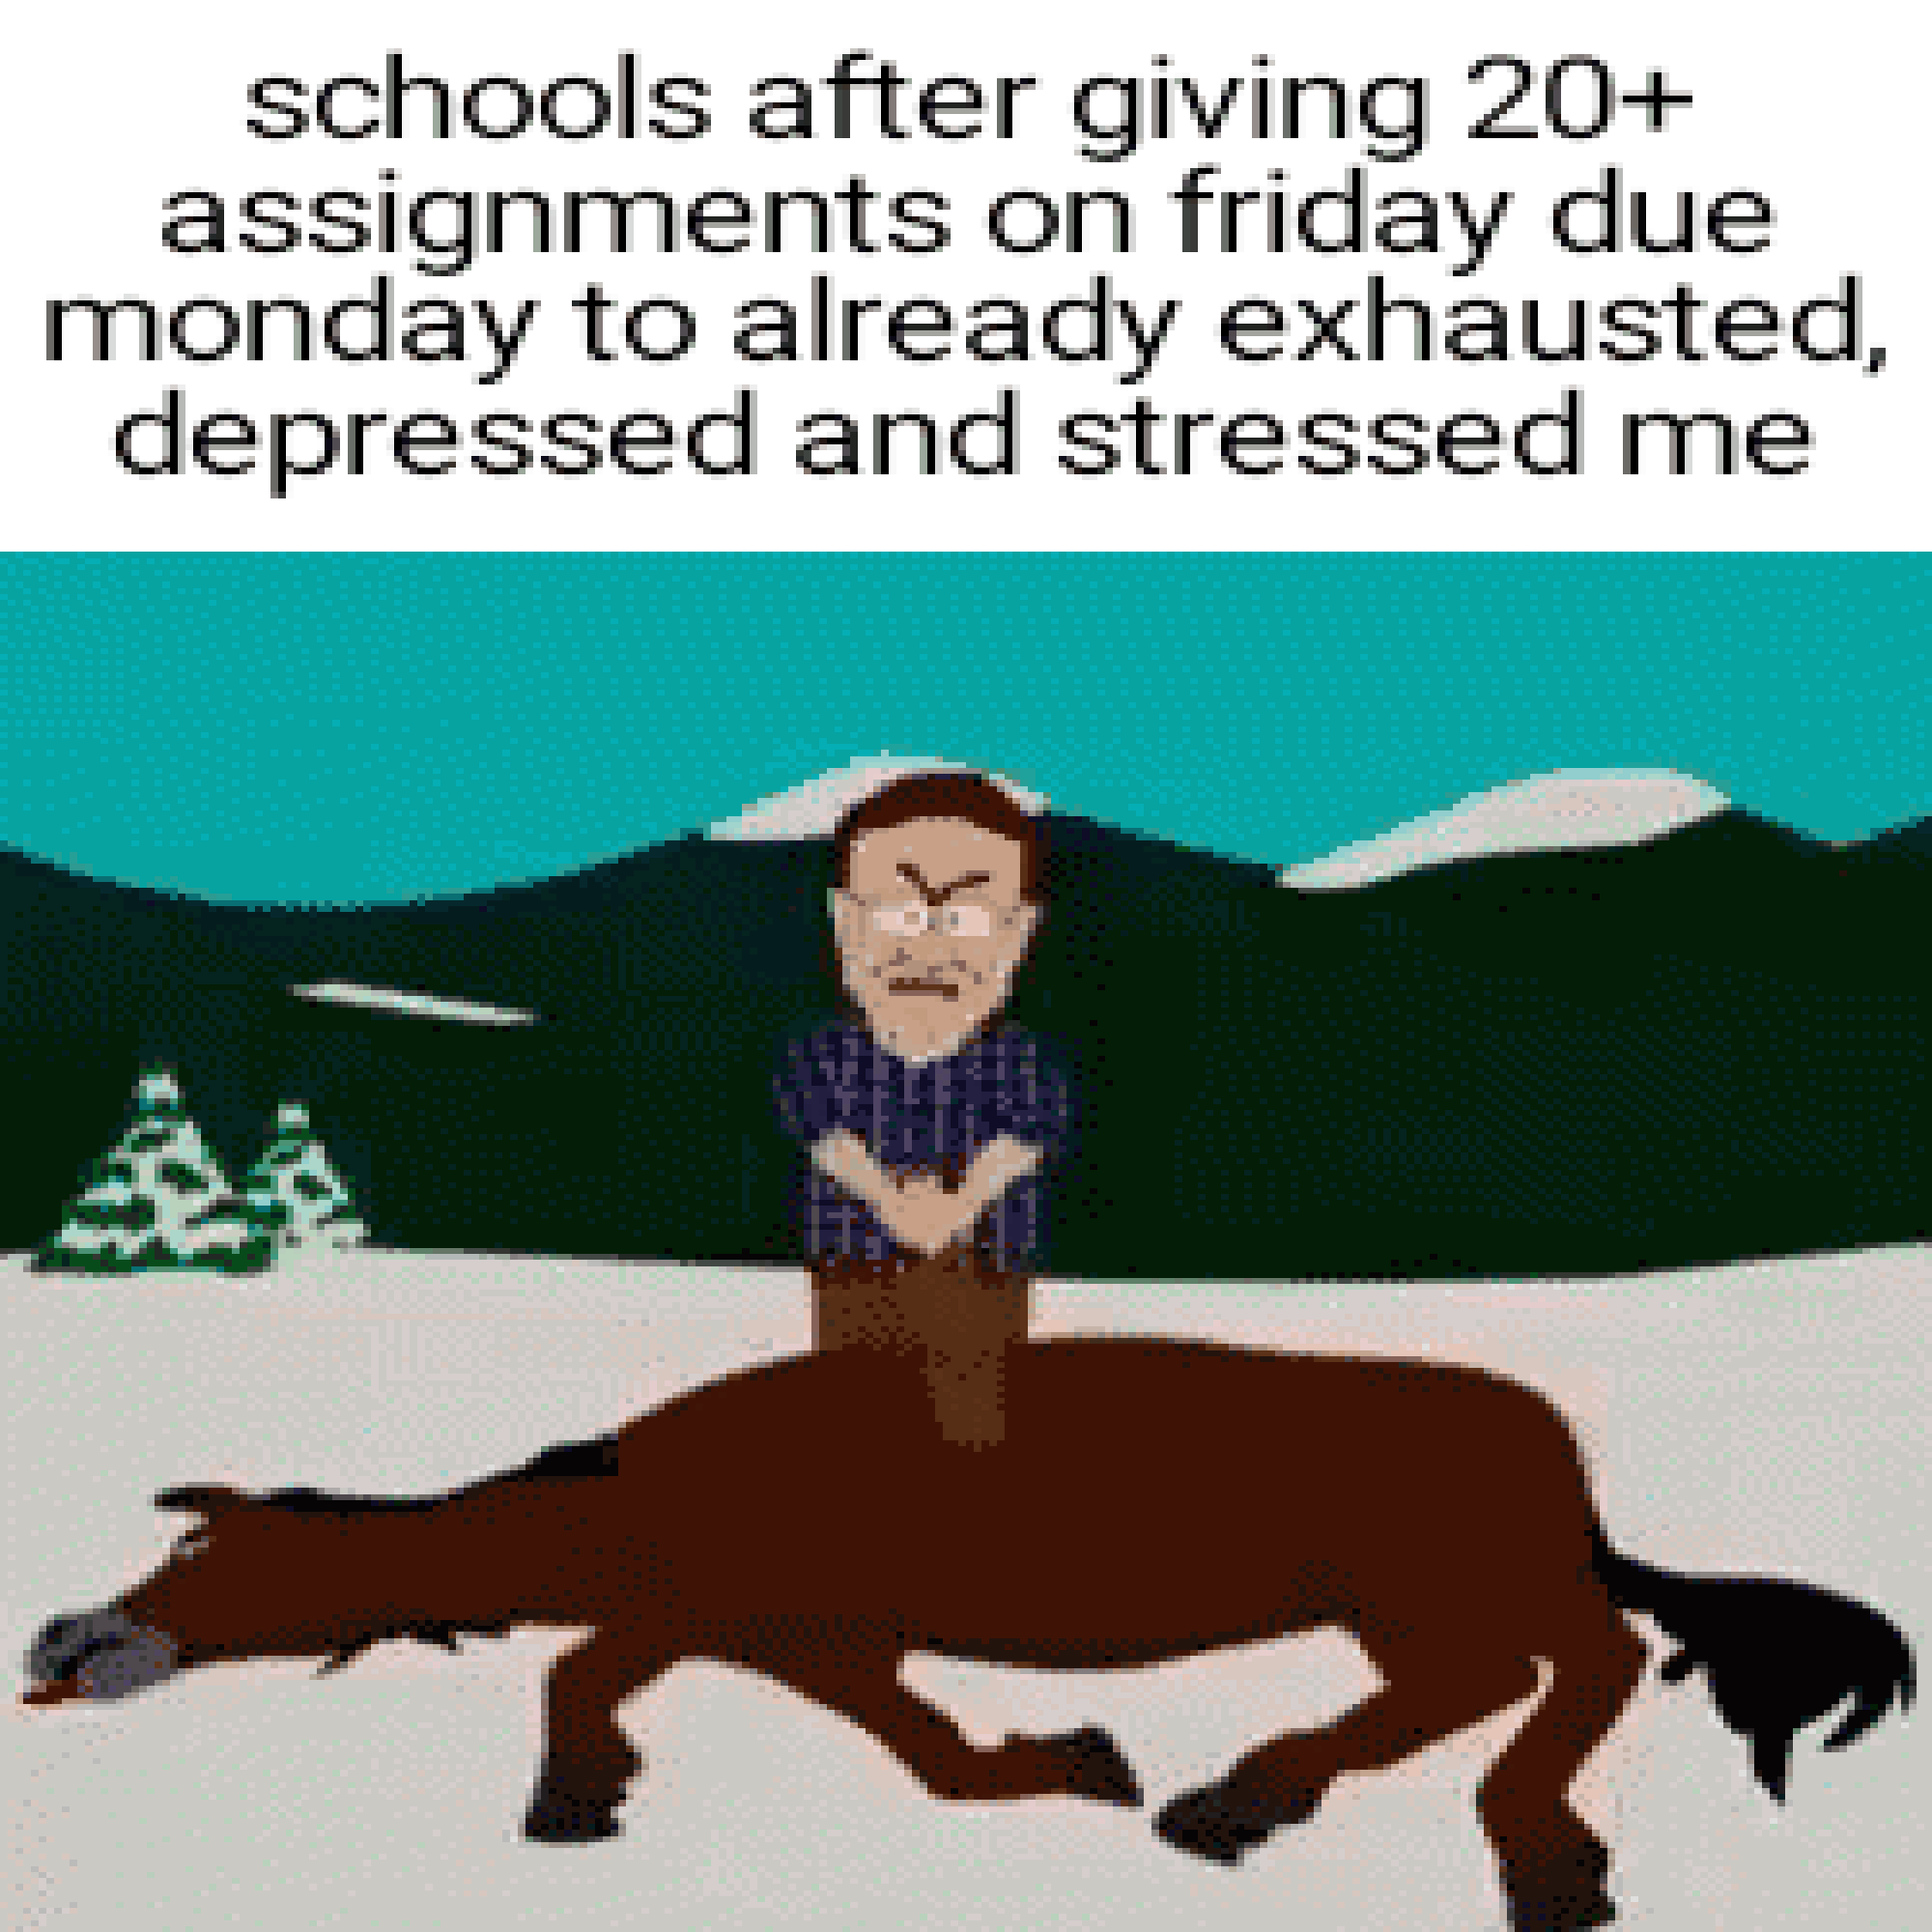 schools after giving 20+
assignments on friday due
monday to already exhausted,
depressed and stressed me